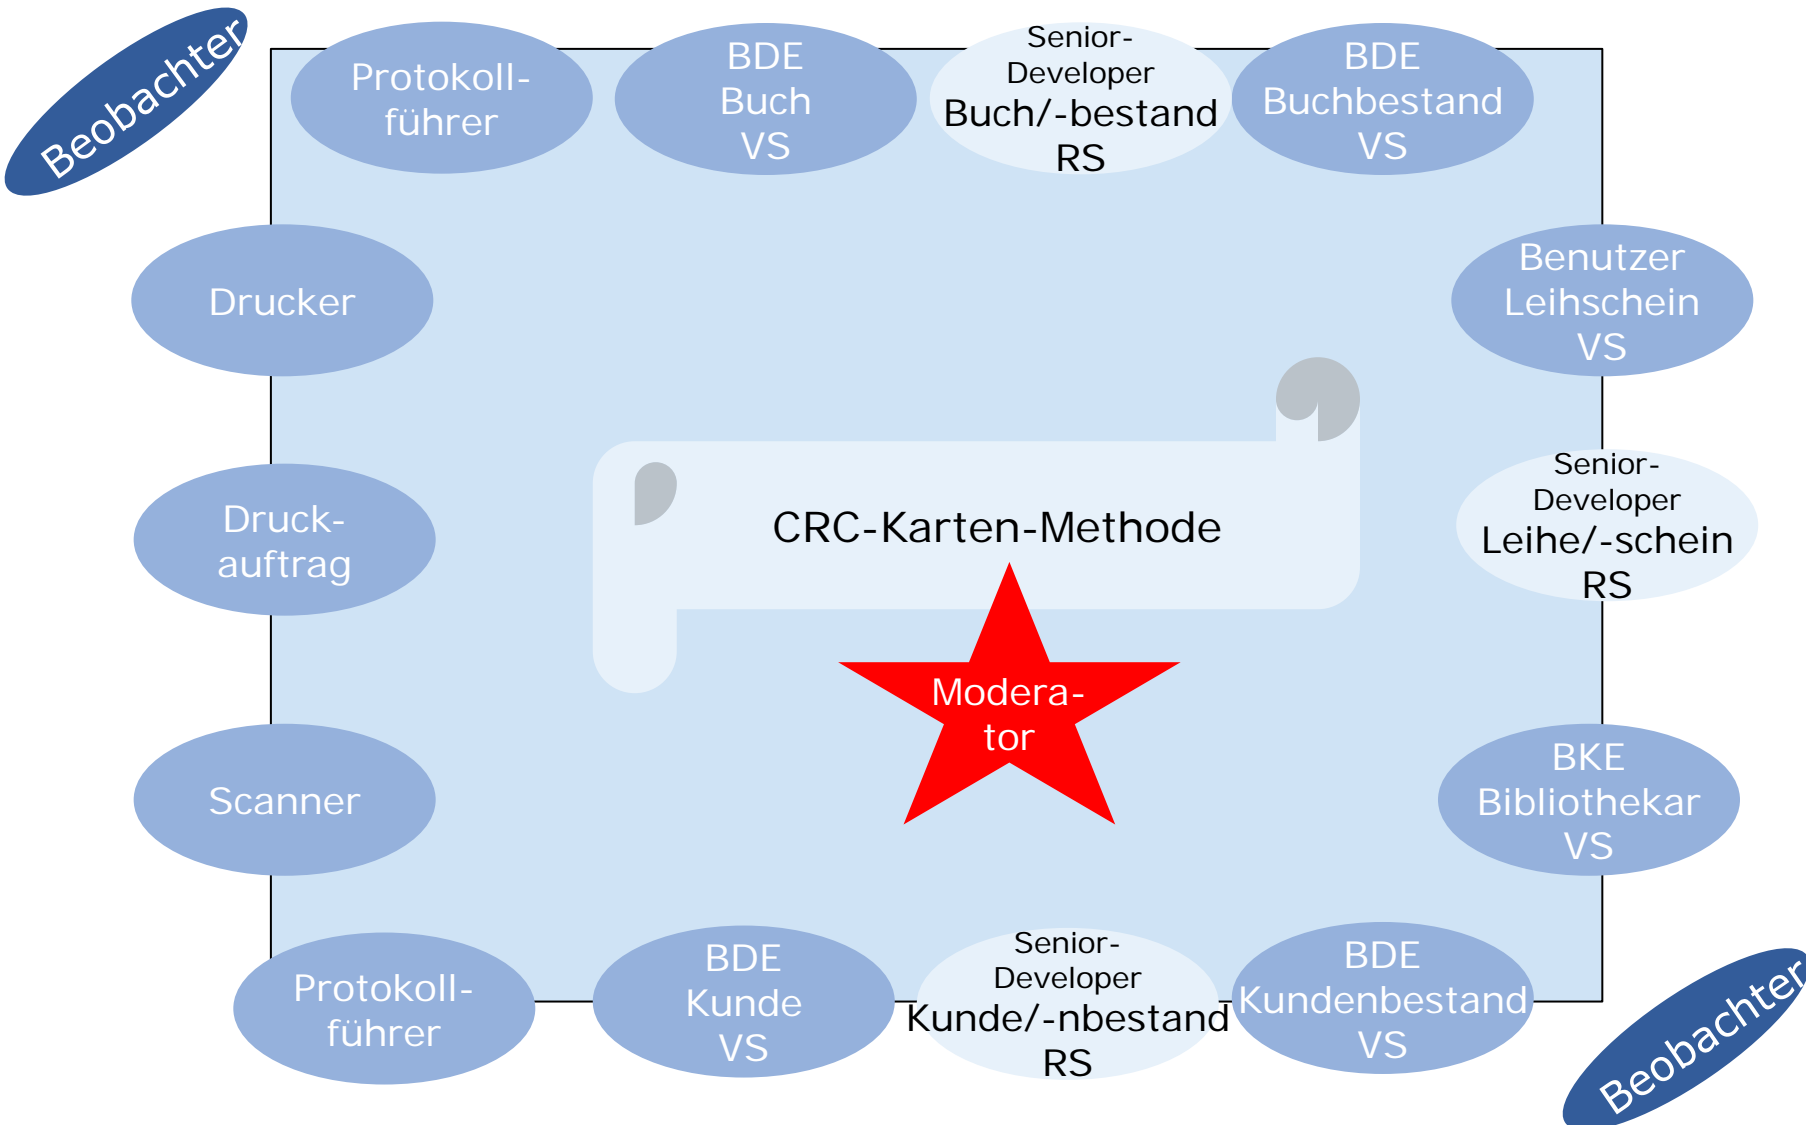 Beobachter
Protokoll-
führer
BDE
Buch
VS
Senior-
Developer
Buch/-bestand
RS
BDE
Buchbestand
VS
Drucker
Benutzer
Leihschein
VS
Druck-
auftrag
CRC-Karten-Methode
Senior-
Developer
Leihe/-schein
RS
Modera-
tor
Scanner
BKE
Bibliothekar
VS
Protokoll-
führer
BDE
Kunde
VS
Senior-
Developer
Kunde/-nbestand
RS
BDE
Kundenbestand
VS
Beobachter